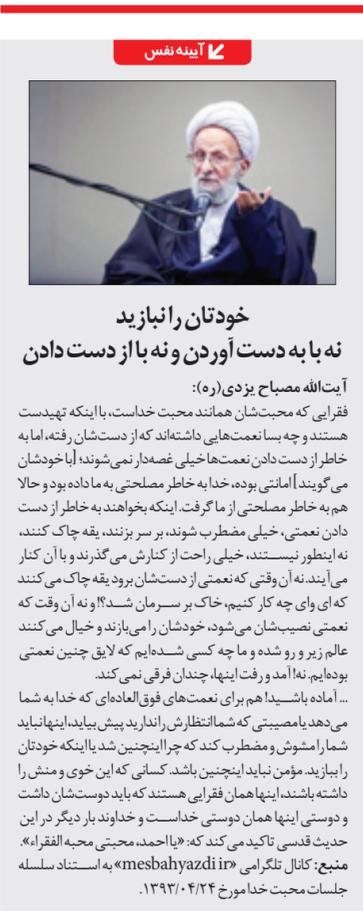 آیینه نفس
خودتان را نبازید
نه با به دست آوردن و نه با از دست دادن
آیت‌الله مصباح یزدی(ره):
فقرایی که محبت‌شان همانند محبت خداست، با اینکه تهیدست
هستند و چه بسا نعمت‌هایی داشته‌اند که از دست‌شان رفته، اما به
خاطر از دست دادن نعمت‌ها خیلی غصه‌دار نمی‌شوند؛ [با خودشان
می‌گویند] امانتی بوده، خدا به خاطر مصلحتی به ما داده بود و حالا
هم به خاطر مصلحتی از ما گرفت. اینکه بخواهند به خاطر از دست
دادن نعمتی، خیلی مضطرب شوند، بر سر بزنند، یقه چاک کنند،
نه اینطور نیستند، خیلی راحت از کنارش می‌گذرند و با آن کنار
می‌آیند. نه آن وقتی که نعمتی از دست‌شان برود یقه چاک می‌کنند
که ای وای چه کار کنیم، خاک بر سرمان شد؟! و نه آن وقت که
نعمتی نصیب‌شان می‌شود، خودشان را می‌بازند و خیال می‌کنند
عالم زیر و رو شده و ما چه کسی شده‌ایم که لایق چنین نعمتی
بوده‌ایم. نه! آمد و رفت اینها، چندان فرقی نمی‌کند.
... آماده باشید! هم برای نعمت‌های فوق‌العاده‌ای که خدا به شما
می‌دهد یا مصیبتی که شما انتظارش را ندارید پیش بیاید، اینها نباید
شما را مشوش و مضطرب کند که چرا اینچنین شد یا اینکه خودتان
را ببازید. مؤمن نباید اینچنین باشد. کسانی که این خوی و منش را
داشته باشند، اینها همان فقرایی هستند که باید دوست‌شان داشت
و دوستی اینها همان دوستی خداست و خداوند بار دیگر در این
حدیث قدسی تاکید می‌کند که: «یا احمد، محبتی محبه الفقراء».
منبع: کانال تلگرامی «mesbahyazdiir» به استناد سلسله
جلسات محبت خدا مورخ ۱۳۹۳/۰۴/۲۴.